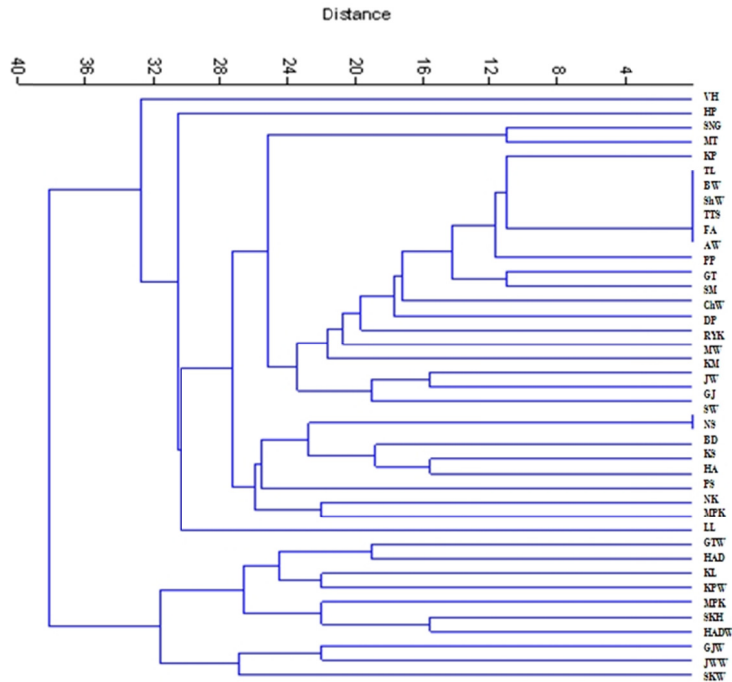 Distance
40 36 32 28 24 20 16 12 8 4
VH
HP
SNG
MT
KP
TL
BW
ShW
TTS
FA
AW
PP
GT
SM
ChW
DP
RYK
MW
KM
JW
GJ
SW
NS
BD
KS
HA
PS
NK
MPK
LL
GTW
HAD
KL
KPW
MPK
SKH
HADW
GJW
JWW
SKW